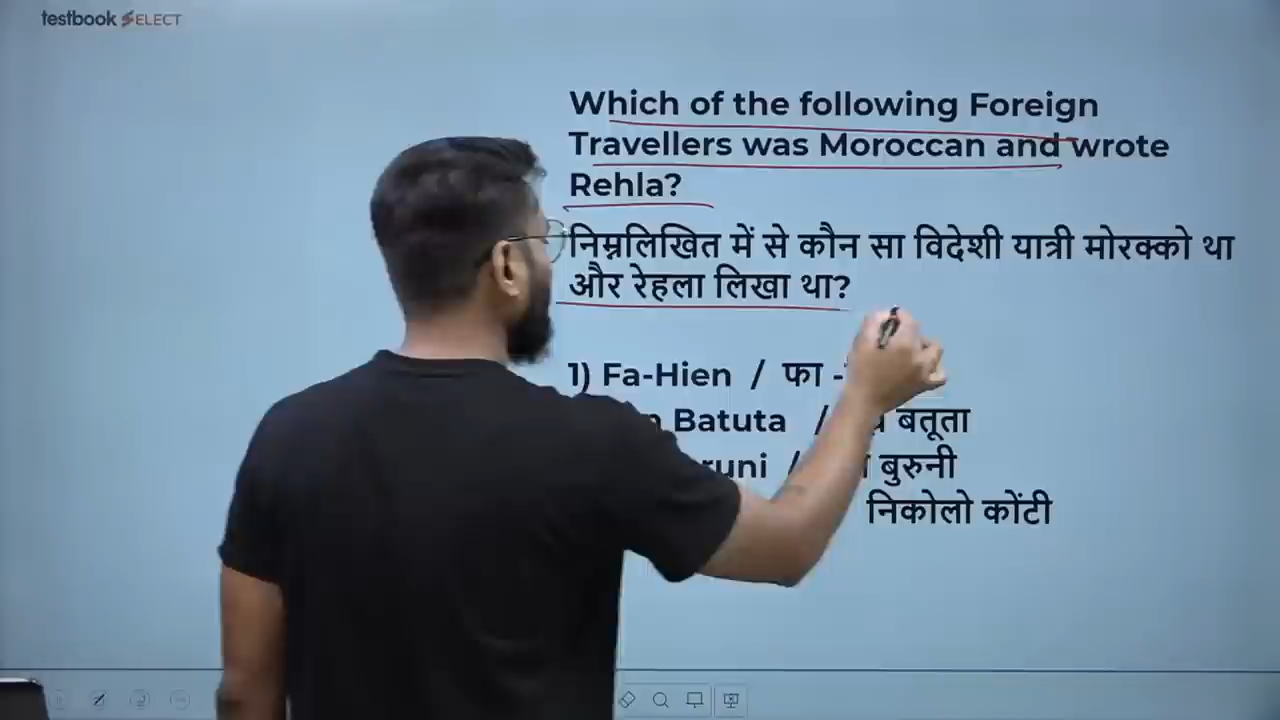 testbook SELECT
Which of the following Foreign
Travellers was Moroccan and wrote
Rehla?
निम्नलिखित में से कौन सा विदेशी यात्री मोरक्को था
और रेहला लिखा था?
1) Fa-Hien / फा -
Batuta / बतूता
/ बुरुनी
निकोलो कोंटी